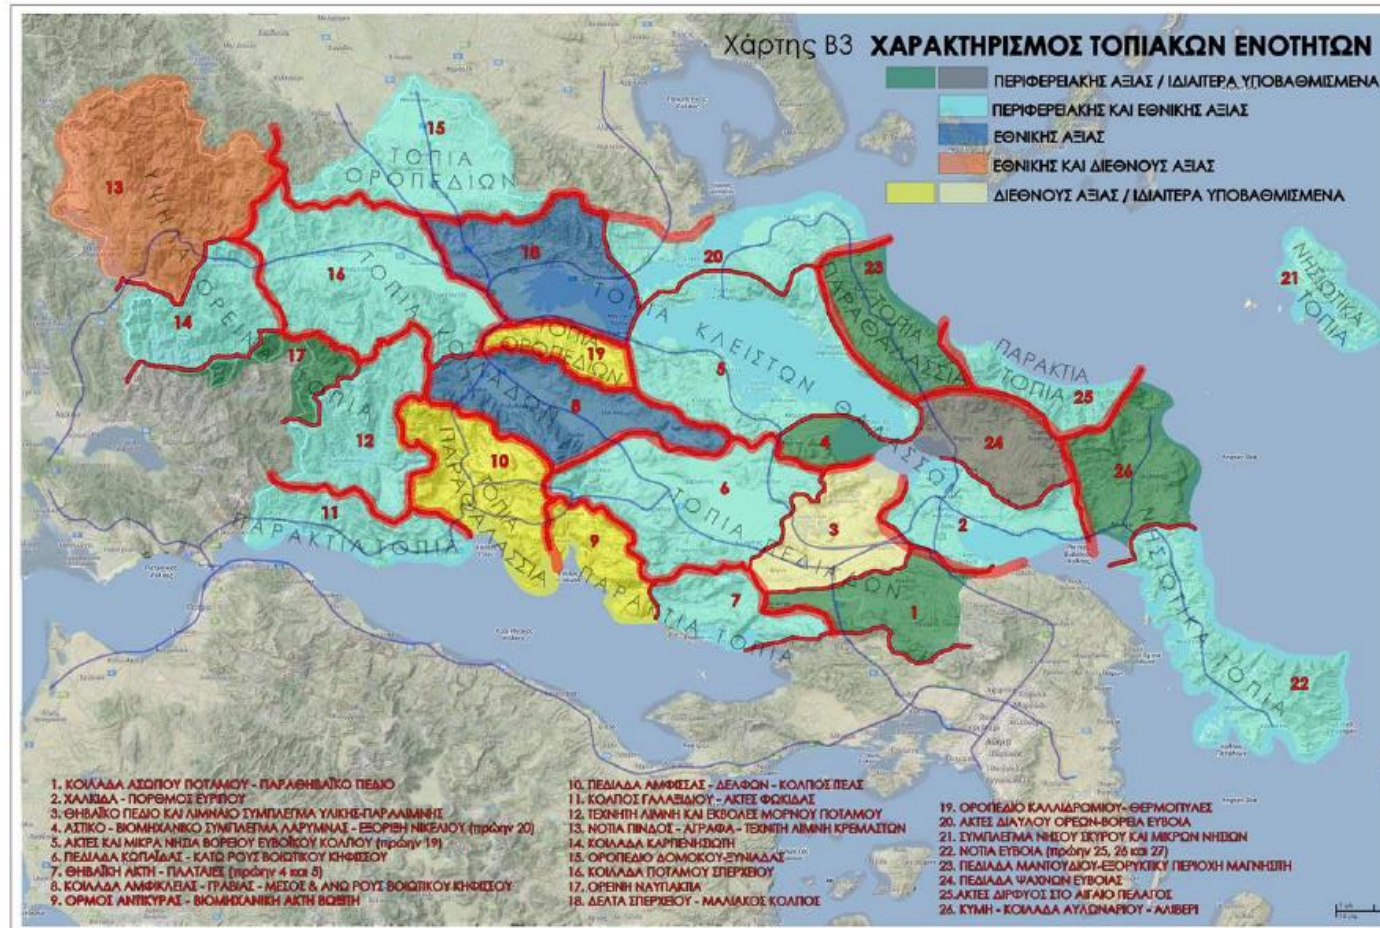 Χάρτης Β3 ΧΑΡΑΚΤΗΡΙΣΜΟΣ ΤΟΠΙΑΚΩΝ ΕΝΟΤΗΤΩΝ
ΠΕΡΙΦΕΡΕΙΑΚΗΣ ΑΞΙΑΣ / ΙΔΙΑΙΤΕΡΑ ΥΠΟΒΑΘΜΙΣΜΕΝΑ
ΠΕΡΙΦΕΡΕΙΑΚΗΣ ΚΑΙ ΕΘΝΙΚΗΣ ΑΞΙΑΣ
ΕΘΝΙΚΗΣ ΑΞΙΑΣ
ΕΘΝΙΚΗΣ ΚΑΙ ΔΙΕΘΝΟΥΣ ΑΞΙΑΣ
ΔΙΕΘΝΟΥΣ ΑΞΙΑΣ / ΙΔΙΑΙΤΕΡΑ ΥΠΟΒΑΘΜΙΣΜΕΝΑ
15
ΤΟΠΙΑ
ΟΡΟΠΕΔΙΩΝ
13
14
ΟΡΕΙΝΑ
ΤΟΠΙΑ
16
ΤΟΠΙΑ ΚΟΙΛΑΔΩΝ
17
18
19
ΤΟΠΙΑ
ΟΡΟΠΕΔΙΩΝ
20
ΤΟΠΙΑ ΚΛΕΙΣΤΩΝ ΘΑΛΑΣΣΩΝ
5
23
ΤΟΠΙΑ
ΠΑΡΑΘΑΛΑΣΣΙΑ
21
ΝΗΣΙΩΤΙΚΑ
ΤΟΠΙΑ
ΠΑΡΑΚΤΙΑ
ΤΟΠΙΑ
25
8
4
24
26
12
10
ΠΑΡΑΘΑΛΑΣΣΙΑ
ΤΟΠΙΑ
6
ΤΟΠΙΑ ΠΕΔΙΑΔΩΝ
3
2
11
ΠΑΡΑΚΤΙΑ ΤΟΠΙΑ
9
ΠΑΡΑΚΤΙΑ ΤΟΠΙΑ
7
1
ΝΗΣΙΩΤΙΚΑ ΤΟΠΙΑ
22
1. ΚΟΙΛΑΔΑ ΑΣΩΠΟΥ ΠΟΤΑΜΟΥ - ΠΑΡΑΘΗΒΑΪΚΟ ΠΕΔΙΟ
2. ΧΑΛΚΙΔΑ - ΠΟΡΘΜΟΣ ΕΥΡΙΠΟΥ
3. ΘΗΒΑΪΚΟ ΠΕΔΙΟ ΚΑΙ ΛΙΜΝΑΙΟ ΣΥΜΠΛΕΓΜΑ ΥΛΙΚΗΣ-ΠΑΡΑΛΙΜΝΗΣ
4. ΑΣΤΙΚΟ - ΒΙΟΜΗΧΑΝΙΚΟ ΣΥΜΠΛΕΓΜΑ ΛΑΡΥΜΝΑΣ - ΕΞΟΡΙΞΗ ΝΙΚΕΛΙΟΥ (πρώην 20)
5. ΑΚΤΕΣ ΚΑΙ ΜΙΚΡΑ ΝΗΣΙΑ ΒΟΡΕΙΟΥ ΕΥΒΟΪΚΟΥ ΚΟΛΠΟΥ (πρώην 19)
6. ΠΕΔΙΑΔΑ ΚΩΠΑΪΔΑΣ - ΚΑΤΩ ΡΟΥΣ ΒΟΙΩΤΙΚΟΥ ΚΗΦΙΣΣΟΥ
7. ΘΗΒΑΪΚΗ ΑΚΤΗ - ΠΛΑΤΑΙΕΣ (πρώην 4 και 5)
8. ΚΟΙΛΑΔΑ ΑΜΦΙΚΛΕΙΑΣ - ΓΡΑΒΙΑΣ - ΜΕΣΟΣ & ΑΝΩ ΡΟΥΣ ΒΟΙΩΤΙΚΟΥ ΚΗΦΙΣΣΟΥ
9. ΟΡΜΟΣ ΑΝΤΙΚΥΡΑΣ - ΒΙΟΜΗΧΑΝΙΚΗ ΑΚΤΗ ΒΩΞΙΤΗ
10. ΠΕΔΙΑΔΑ ΑΜΦΙΣΣΑΣ - ΔΕΛΦΩΝ - ΚΟΛΠΟΣ ΙΤΕΑΣ
11. ΚΟΛΠΟΣ ΓΑΛΑΞΙΔΙΟΥ - ΑΚΤΕΣ ΦΩΚΙΔΑΣ
12. ΤΕΧΝΗΤΗ ΛΙΜΝΗ ΚΑΙ ΕΚΒΟΛΕΣ ΜΟΡΝΟΥ ΠΟΤΑΜΟΥ
13. ΝΟΤΙΑ ΠΙΝΔΟΣ - ΑΓΡΑΦΑ - ΤΕΧΝΙΤΗ ΛΙΜΝΗ ΚΡΕΜΑΣΤΩΝ
14. ΚΟΙΛΑΔΑ ΚΑΡΠΕΝΗΣΙΩΤΗ
15. ΟΡΟΠΕΔΙΟ ΔΟΜΟΚΟΥ-ΞΥΝΙΑΔΑΣ
16. ΚΟΙΛΑΔΑ ΠΟΤΑΜΟΥ ΣΠΕΡΧΕΙΟΥ
17. ΟΡΕΙΝΗ ΝΑΥΠΑΚΤΙΑ
18. ΔΕΛΤΑ ΣΠΕΡΧΕΙΟΥ - ΜΑΛΙΑΚΟΣ ΚΟΛΠΟΣ
19. ΟΡΟΠΕΔΙΟ ΚΑΛΛΙΔΡΟΜΙΟΥ- ΘΕΡΜΟΠΥΛΕΣ
20. ΑΚΤΕΣ ΔΙΑΥΛΟΥ ΩΡΕΩΝ-ΒΟΡΕΙΑ ΕΥΒΟΙΑ
21. ΣΥΜΠΛΕΓΜΑ ΝΗΣΟΥ ΣΚΥΡΟΥ ΚΑΙ ΜΙΚΡΩΝ ΝΗΣΙΩΝ
22. ΝΟΤΙΑ ΕΥΒΟΙΑ (πρώην 25, 26 και 27)
23. ΠΕΔΙΑΔΑ ΜΑΝΤΟΥΔΙΟΥ-ΕΞΟΡΥΚΤΙΚΗ ΠΕΡΙΟΧΗ ΜΑΓΝΗΣΙΤΗ
24. ΠΕΔΙΑΔΑ ΨΑΧΝΩΝ ΕΥΒΟΙΑΣ
25.ΑΚΤΕΣ ΔΙΡΦΥΟΣ ΣΤΟ ΑΙΓΑΙΟ ΠΕΛΑΓΟΣ
26. ΚΥΜΗ - ΚΟΙΛΑΔΑ ΑΥΛΩΝΑΡΙΟΥ - ΑΛΙΒΕΡΙ